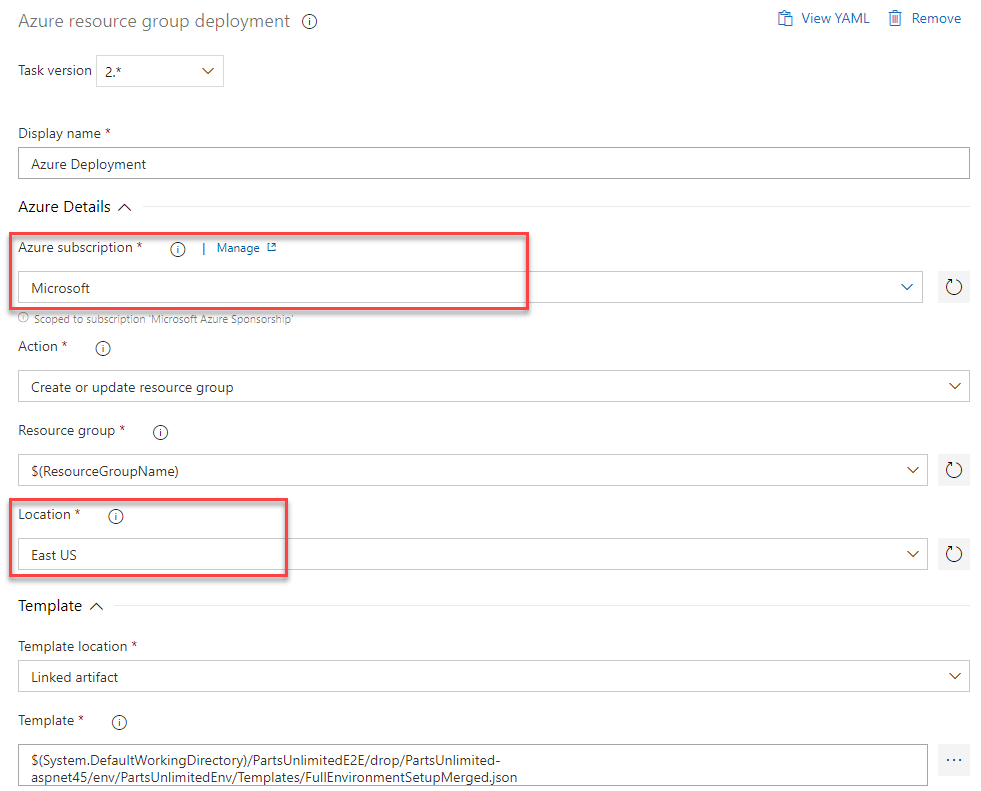 Azure resource group deployment
View YAML Remove
Task version 2.*
Display name *
Azure Deployment
Azure Details
Azure subscription * | Manage
Microsoft
Scoped to subscription 'Microsoft Azure Sponsorship'
Action *
Create or update resource group
Resource group *
$(ResourceGroupName)
Location *
East US
Template
Template location *
Linked artifact
Template *
$(System.DefaultWorkingDirectory)/PartsUnlimitedE2E/drop/PartsUnlimited-
aspnet45/env/PartsUnlimitedEnv/Templates/FullEnvironmentSetupMerged.json